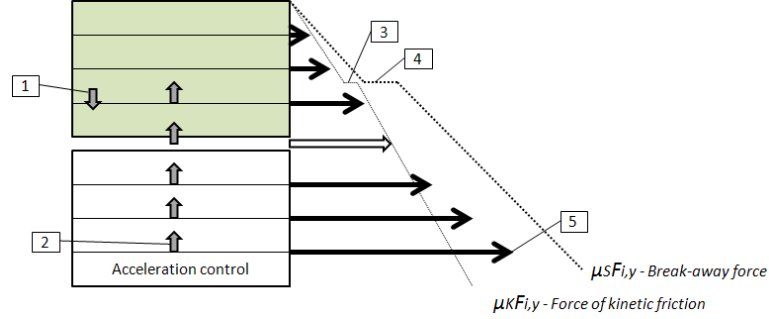 3
4
1
5
2
Acceleration control
μSFi,y - Break-away force
μKFi,y - Force of kinetic friction